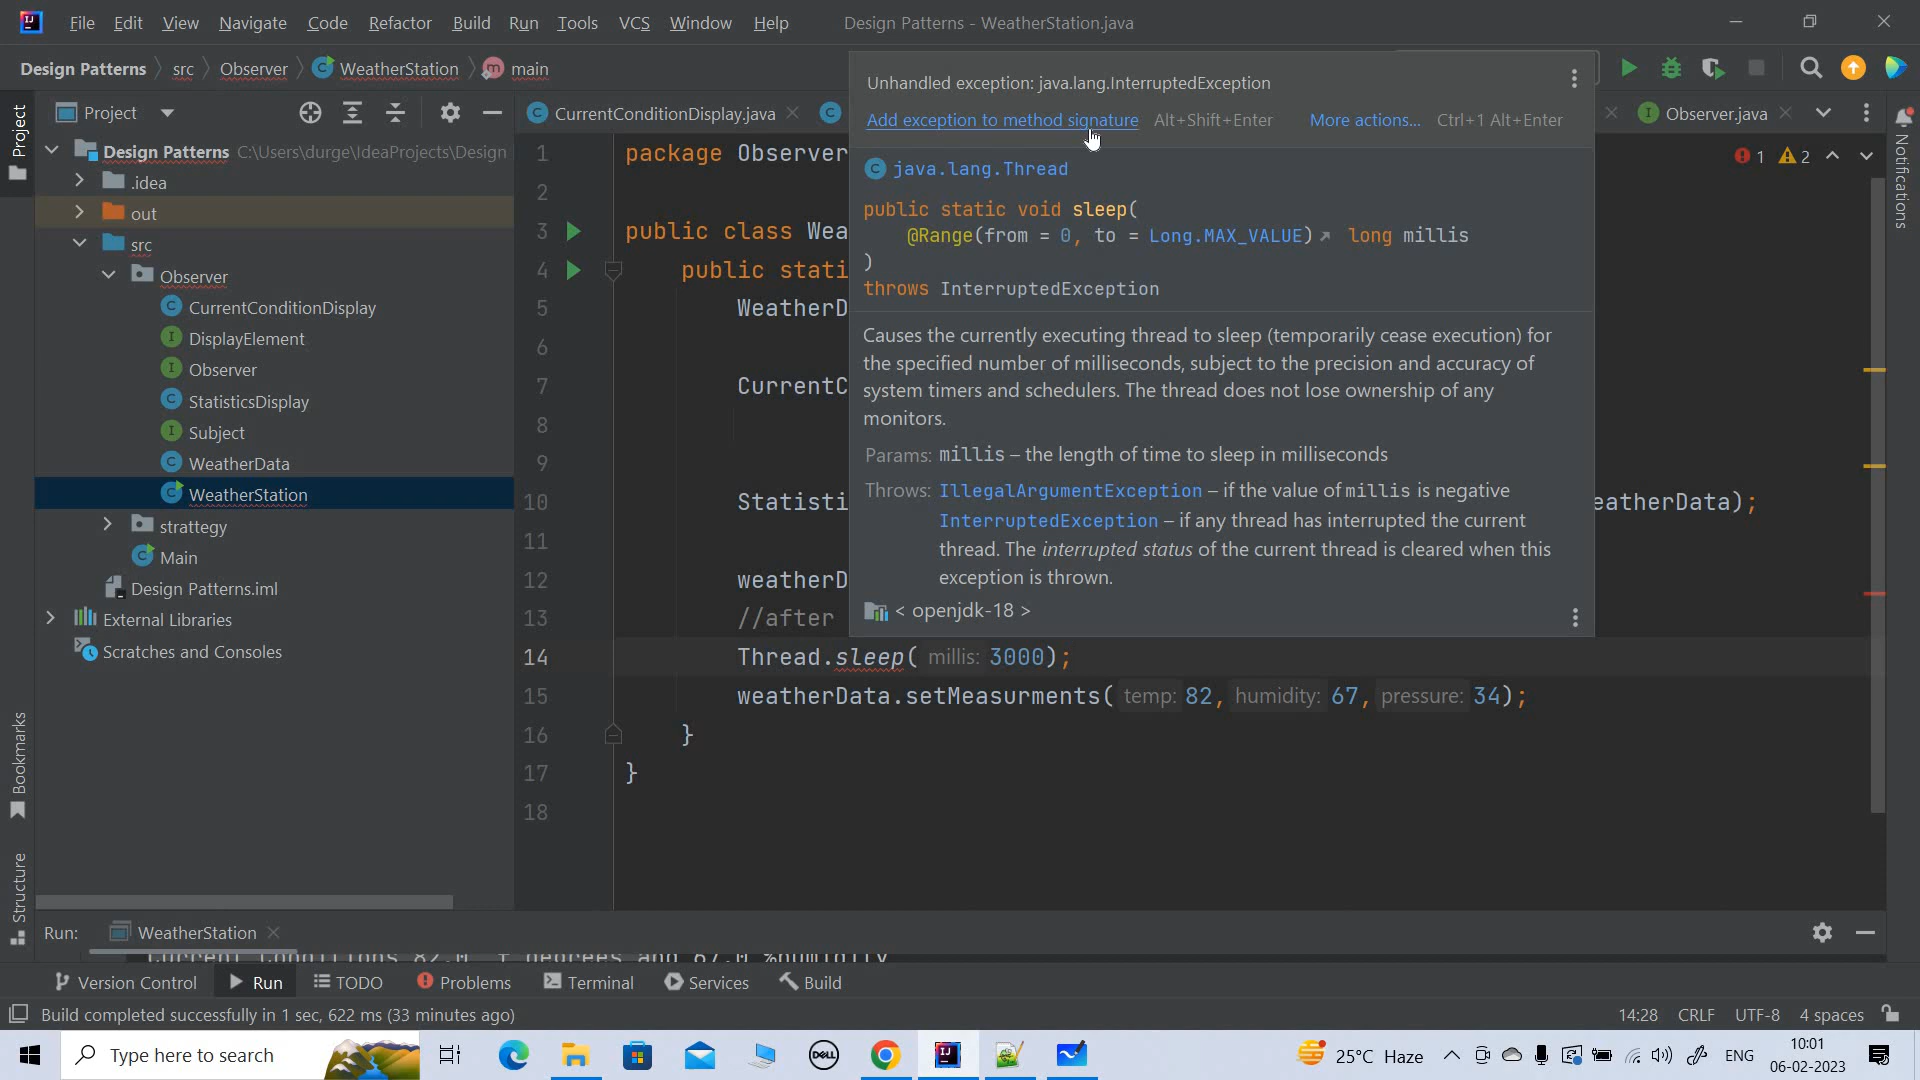 File Edit View Navigate Code Refactor Build Run Tools VCS Window Help Design Patterns - WeatherStation.java
Design Patterns src Observer WeatherStation main
Project
CurrentConditionDisplay.java
Observer.java
Unhandled exception: java.lang.InterruptedException
Add exception to method signature Alt+Shift+Enter More actions... Ctrl+1 Alt+Enter
java.lang.Thread
public static void sleep(
@Range(from = 0, to = Long.MAX_VALUE) long millis
)
throws InterruptedException
Causes the currently executing thread to sleep (temporarily cease execution) for
the specified number of milliseconds, subject to the precision and accuracy of
system timers and schedulers. The thread does not lose ownership of any
monitors.
Params: millis – the length of time to sleep in milliseconds
Throws: IllegalArgumentException – if the value of millis is negative
InterruptedException – if any thread has interrupted the current
thread. The interrupted status of the current thread is cleared when this
exception is thrown.
< openjdk-18 >
Project
Bookmarks
Structure
Notifications
Design Patterns C:\Users\durge\IdeaProjects\Design
.idea
out
src
Observer
CurrentConditionDisplay
DisplayElement
Observer
StatisticsDisplay
Subject
WeatherData
WeatherStation
strattegy
Main
Design Patterns.iml
External Libraries
Scratches and Consoles
1 2
1 package Observer
2
3 public class Wea
4 public stati
5 WeatherD
6
7 CurrentC
8
9
10 Statisti eatherData);
11
12 weatherD
13 //after
14 Thread.sleep( millis: 3000);
15 weatherData.setMeasurments( temp: 82, humidity: 67, pressure: 34);
16 }
17 }
18
Run: WeatherStation
Current Conditions 82.M f degrees and 67.M %humidity
Version Control Run TODO Problems Terminal Services Build
Build completed successfully in 1 sec, 622 ms (33 minutes ago) 14:28 CRLF UTF-8 4 spaces
Type here to search
DELL
25°C Haze ENG
10:01
06-02-2023